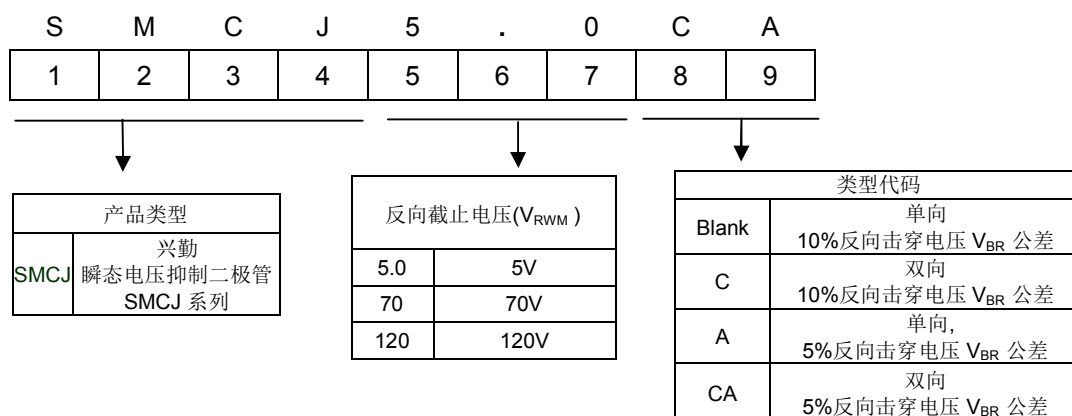 S M C J 5 . 0 C A
1 2 3 4 5 6 7 8 9
产品类型
SMCJ
兴勤
瞬态电压抑制二极管
SMCJ 系列
反向截止电压(VRWM )
5.0 5V
70 70V
120 120V
类型代码
Blank
单向
10%反向击穿电压 VBR 公差
C
双向
10%反向击穿电压 VBR 公差
A
单向,
5%反向击穿电压 VBR 公差
CA
双向
5%反向击穿电压 VBR 公差